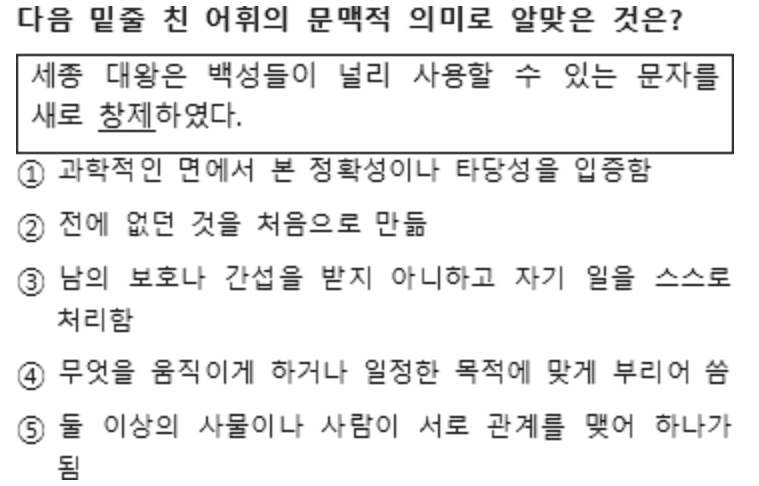 다음 밑줄 친 어휘의 문맥적 의미로 알맞은 것은?
세종 대왕은 백성들이 널리 사용할 수 있는 문자를
새로 창제하였다.
① 과학적인 면에서 본 정확성이나 타당성을 입증함
② 전에 없던 것을 처음으로 만듦
③ 남의 보호나 간섭을 받지 아니하고 자기 일을 스스로
처리함
④ 무엇을 움직이게 하거나 일정한 목적에 맞게 부리어 씀
⑤ 둘 이상의 사물이나 사람이 서로 관계를 맺어 하나가
됨